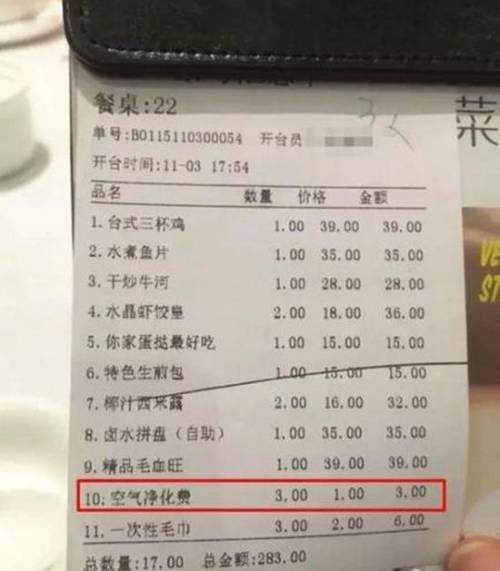 餐桌:22
单号:B0115110300054 开台员
开台时间:11-03 17:54
品名 数量 价格 金额
1.台式三杯鸡 1.00 39.00 39.00
2.水煮鱼片 1.00 35.00 35.00
3.干炒牛河 1.00 28.00 28.00
4.水晶虾饺皇 2.00 18.00 36.00
5.你家蛋挞最好吃 1.00 15.00 15.00
6.特色生煎包 1.00 15.00 15.00
7.椰汁西米露 2.00 16.00 32.00
8.卤水拼盘(自助) 1.00 35.00 35.00
9.精品毛血旺 1.00 39.00 39.00
10.空气净化费 3.00 1.00 3.00
11.一次性毛巾 3.00 2.00 6.00
总数量:17.00 总金额:283.00
菜
VE
ST